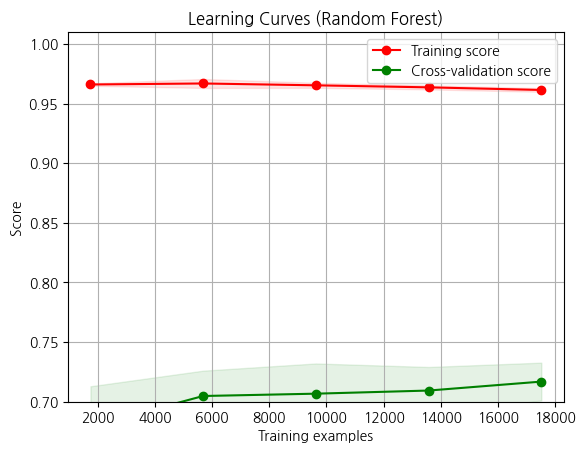 Learning Curves (Random Forest)
Training score
Cross-validation score
1.00
0.95
0.90
0.85
0.80
0.75
0.70
Score
2000 4000 6000 8000 10000 12000 14000 16000 18000
Training examples